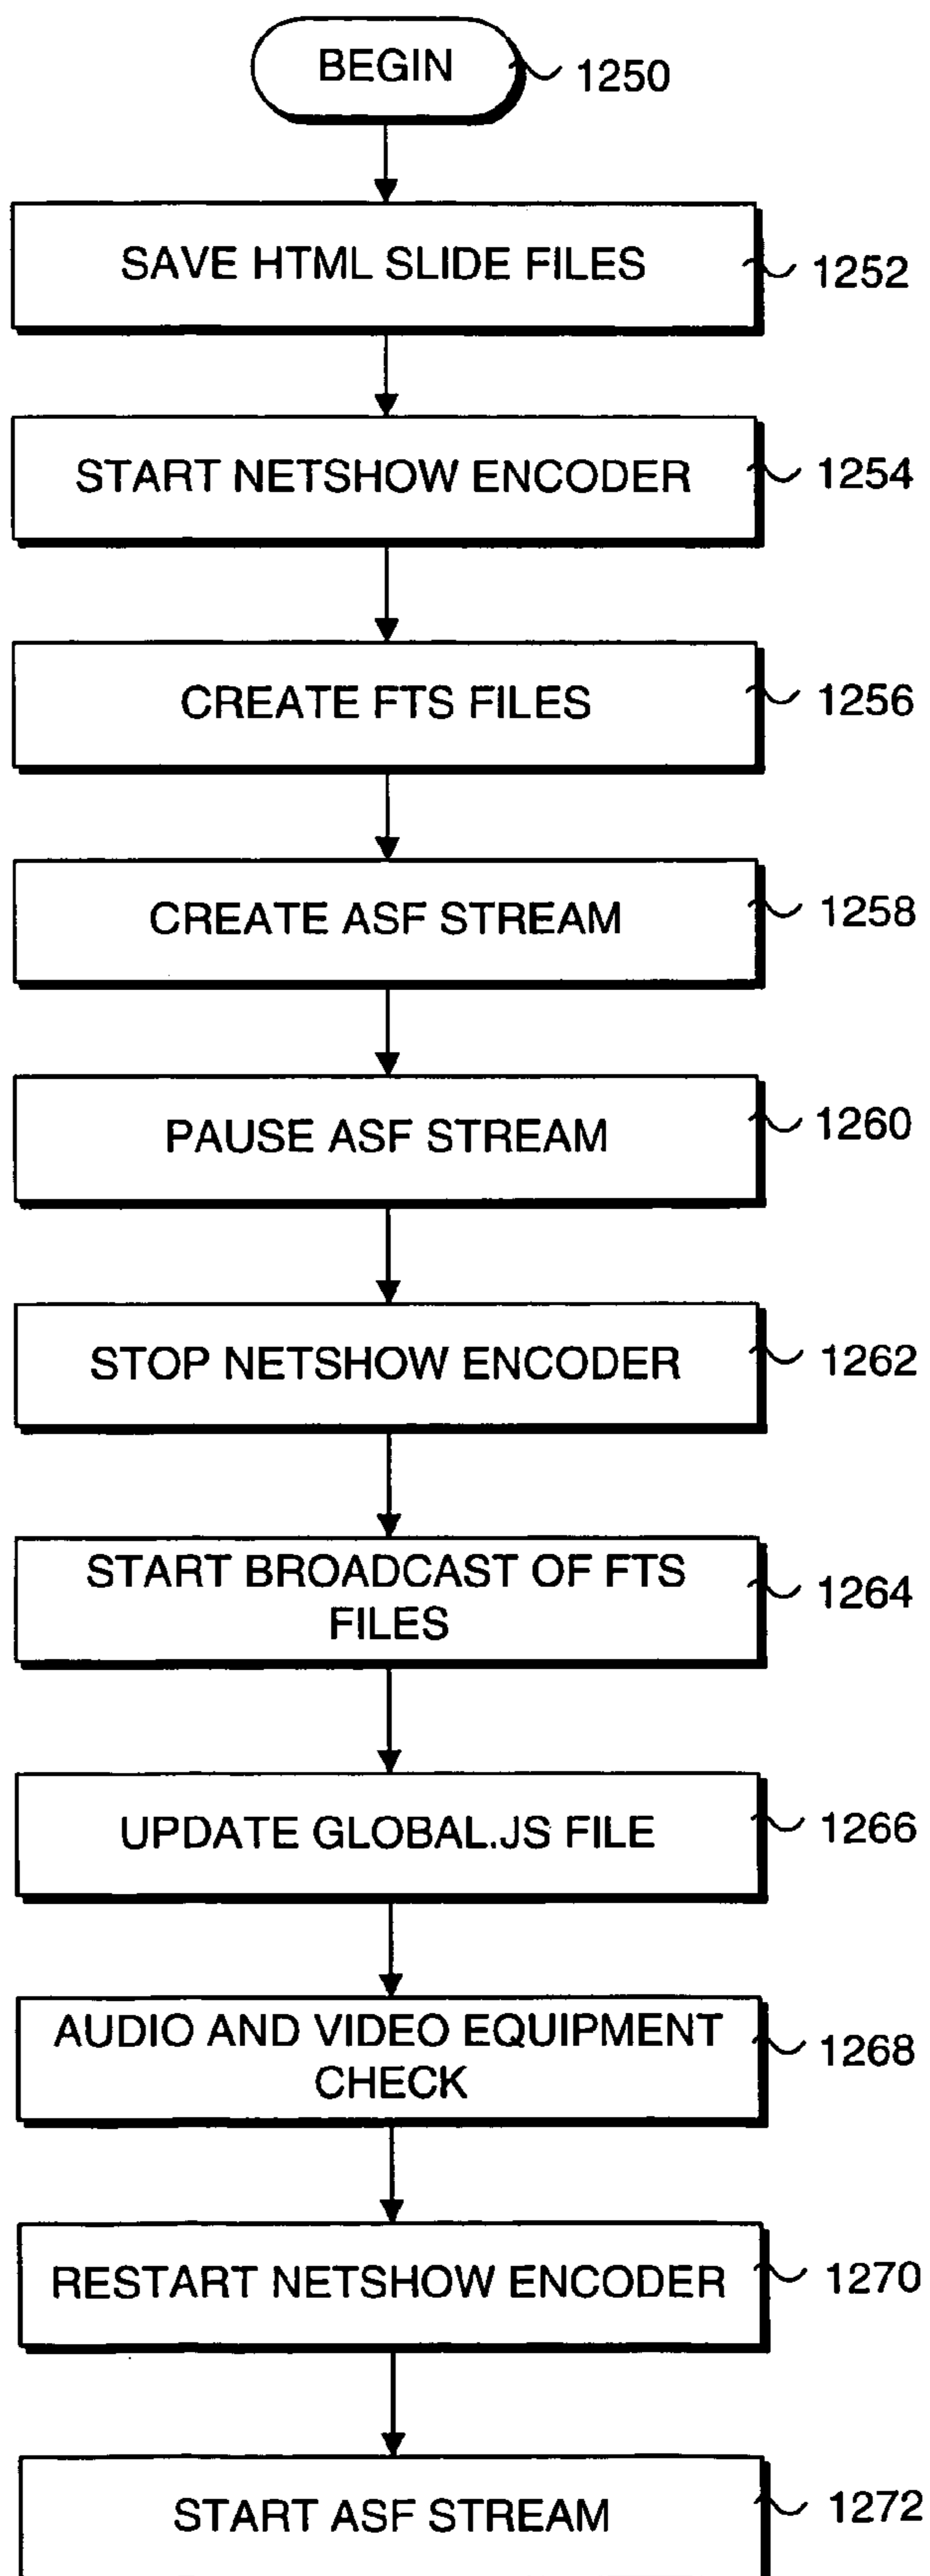 BEGIN 1250
SAVE HTML SLIDE FILES 1252
START NETSHOW ENCODER 1254
CREATE FTS FILES 1256
CREATE ASF STREAM 1258
PAUSE ASF STREAM 1260
STOP NETSHOW ENCODER 1262
START BROADCAST OF FTS
FILES
1264
UPDATE GLOBAL.JS FILE 1266
AUDIO AND VIDEO EQUIPMENT
CHECK
1268
RESTART NETSHOW ENCODER 1270
START ASF STREAM 1272